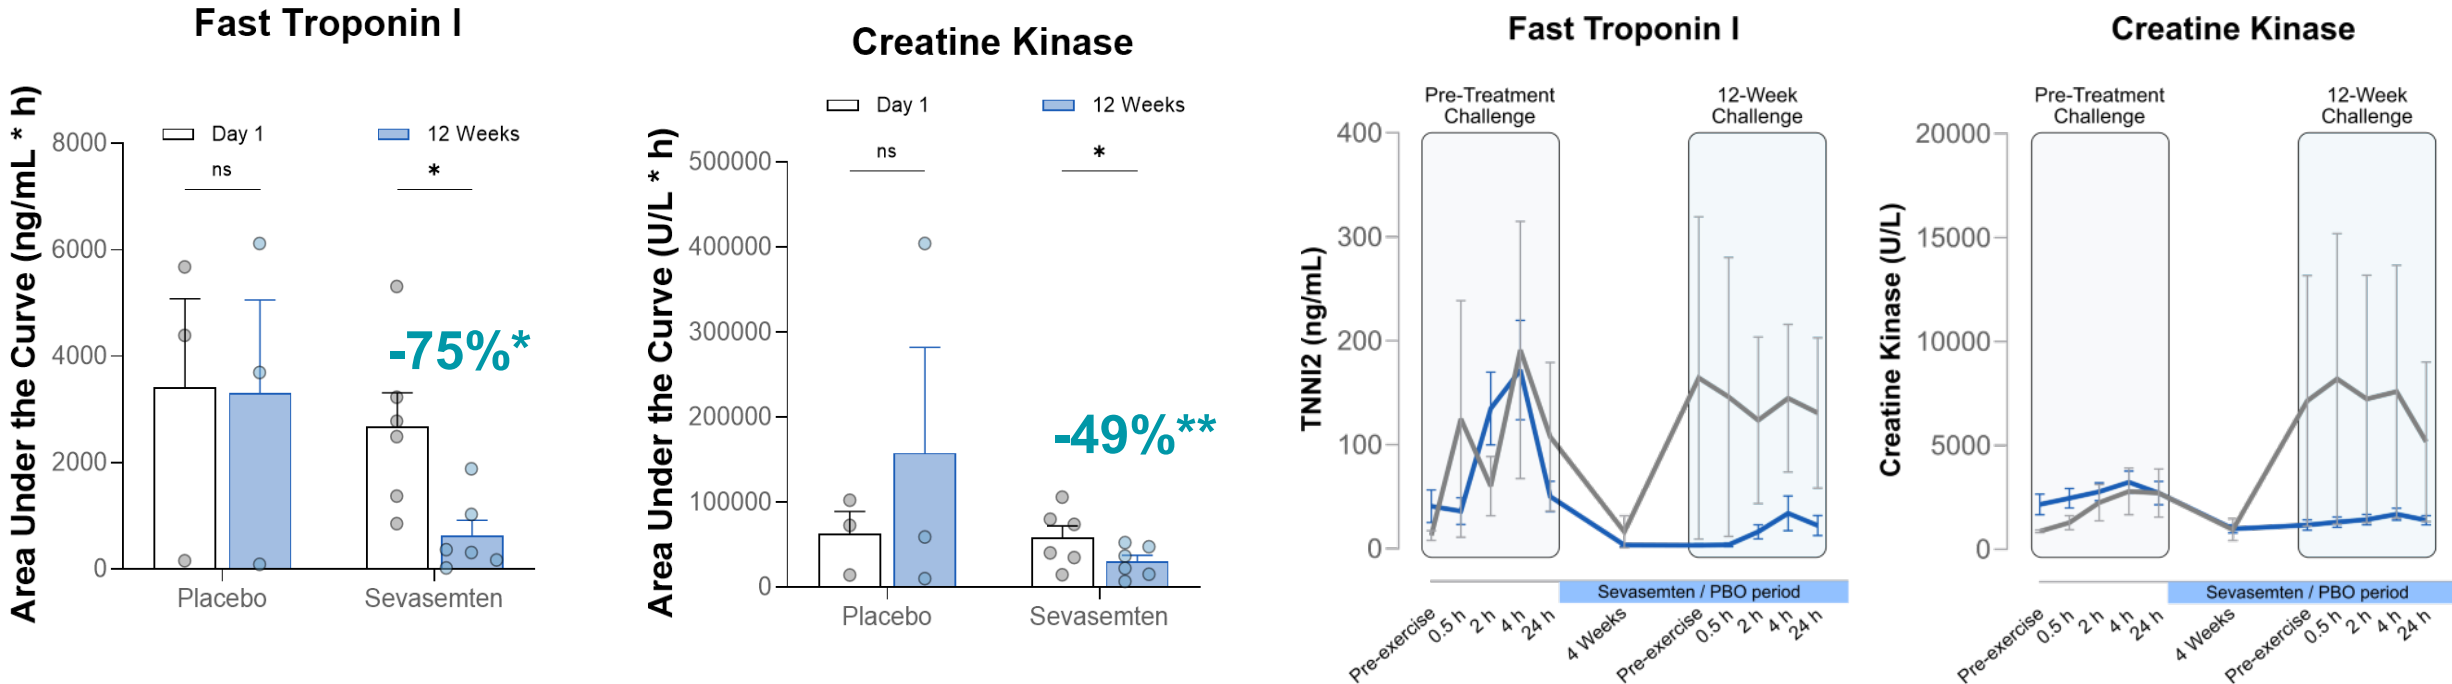 Fast Troponin I
Area Under the Curve (ng/mL * h)
Day 1
12 Weeks
ns
*
8000
6000
4000
2000
0
-75%*
Placebo
Sevasemten
Creatine Kinase
Area Under the Curve (U/L * h)
Day 1
12 Weeks
ns
*
500000
400000
300000
200000
100000
0
-49%**
Placebo
Sevasemten
Fast Troponin I
Pre-Treatment
Challenge
12-Week
Challenge
TNNI2 (ng/mL)
400
300
200
100
0
Sevasemten / PBO period
Pre-exercise
0.5 h
2 h
4 h
24 h
4 Weeks
Pre-exercise
0.5 h
2 h
4 h
24 h
Creatine Kinase
Pre-Treatment
Challenge
12-Week
Challenge
Creatine Kinase (U/L)
20000
15000
10000
5000
0
Sevasemten / PBO period
Pre-exercise
0.5 h
2 h
4 h
24 h
4 Weeks
Pre-exercise
0.5 h
2 h
4 h
24 h